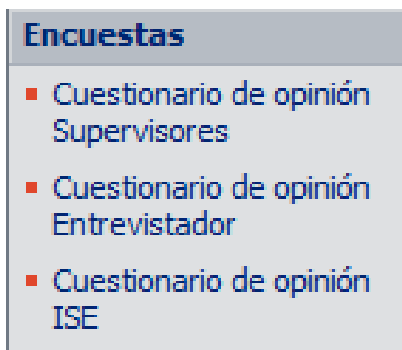 Encuestas
Cuestionario de opinión
Supervisores
Cuestionario de opinión
Entrevistador
Cuestionario de opinión
ISE